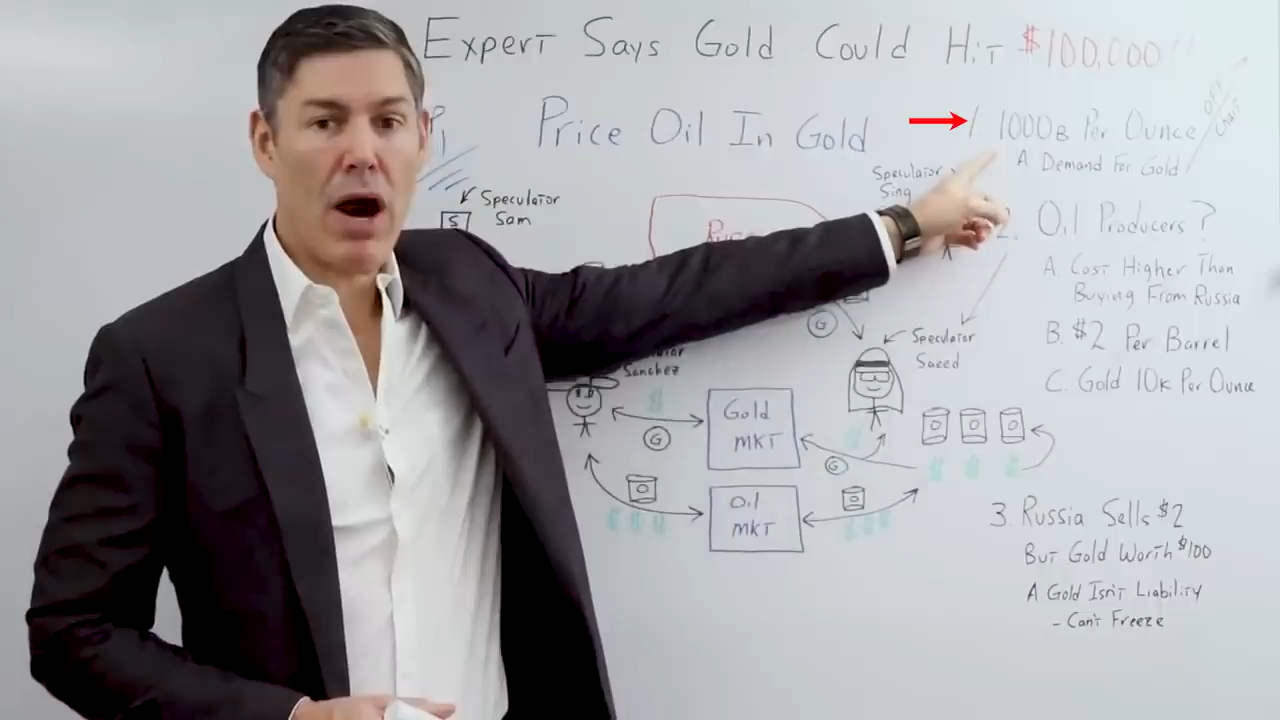 Expert Says Gold Could Hit $100,000!!
Price Oil In Gold
1. 1000B Per Ounce
A Demand For Gold
OFF
Chart
Speculator
Sing
Speculator
Sam
S
2. Oil Producers?
A. Cost Higher Than
Buying From Russia
B. $2 Per Barrel
C. Gold 10K Per Ounce
G
Speculator
Saeed
Sanchez
$
G
Gold
MKT
$
G
$ $ $
Oil
MKT
$ $ $
$ $ $
3. Russia Sells $2
But Gold Worth $100
A Gold Isn't Liability
- Can't Freeze